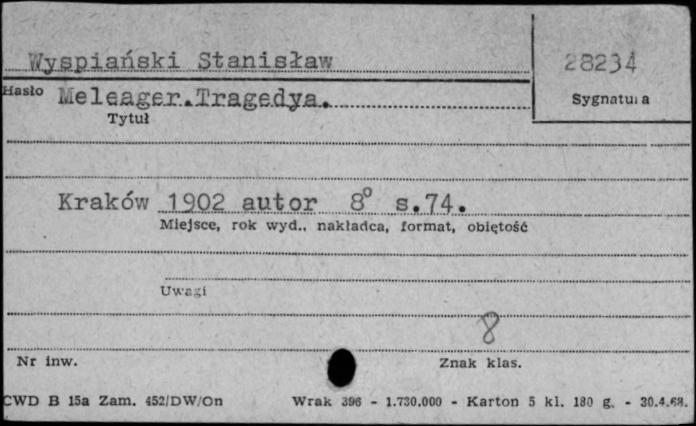 Wyspiański Stanisław
28234
Hasło Meleager.Tragedya.
Sygnatura
Tytuł
Kraków 1902 autor 8° s.74.
Miejsce, rok wyd., nakładca, format, objętość
Uwagi
8
Nr inw.
Znak klas.
CWD B 15a Zam. 452/DW/On Wrak 396 - 1.730.000 - Karton 5 kl. 180 g. - 30.4.68.